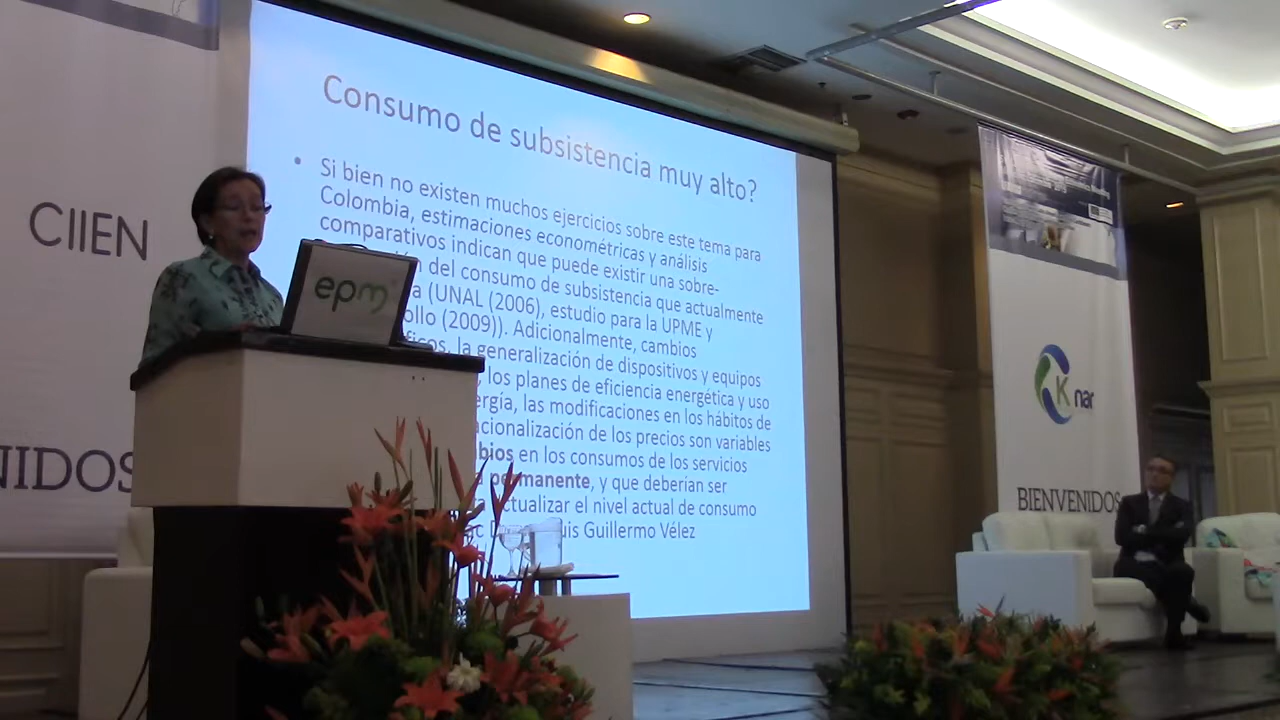 Consumo de subsistencia muy alto?
• Si bien no existen muchos ejercicios sobre este tema para
Colombia, estimaciones econométricas y análisis
comparativos indican que puede existir una sobre-
del consumo de subsistencia que actualmente
(UNAL (2006), estudio para la UPME y
(2009)). Adicionalmente, cambios
la generalización de dispositivos y equipos
los planes de eficiencia energética y uso
las modificaciones en los hábitos de
de los precios son variables
en los consumos de los servicios
permanente, y que deberian ser
actualizar el nivel actual de consumo
Luis Guillermo Vélez
CIIEN
epm
K nar
BIENVENIDOS